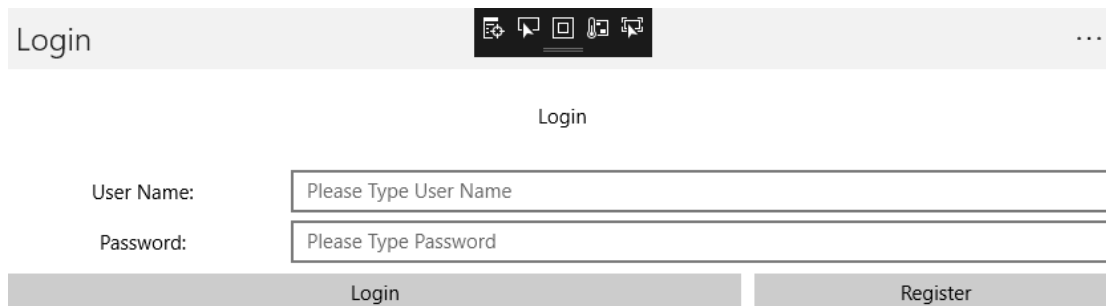 Login
...
Login
User Name: Please Type User Name
Password: Please Type Password
Login Register